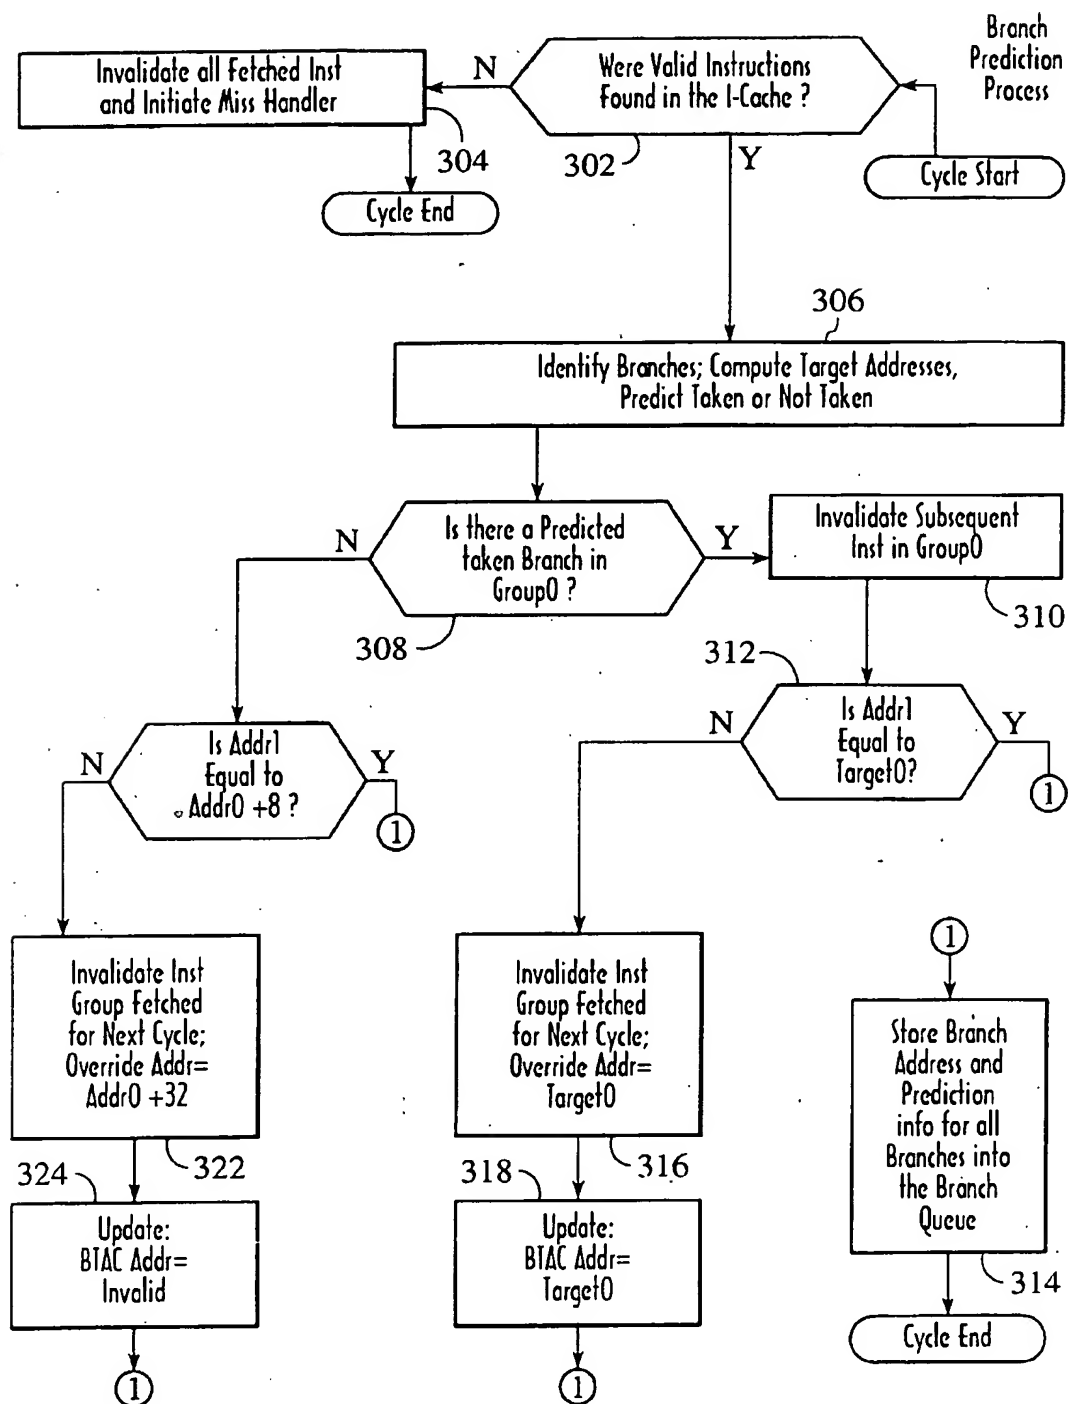 Branch
Prediction
Process
Cycle Start
Were Valid Instructions
Found in the I-Cache ?
302
N
Y
Invalidate all Fetched Inst
and Initiate Miss Handler
304
Cycle End
306
Identify Branches; Compute Target Addresses,
Predict Taken or Not Taken
Is there a Predicted
taken Branch in
Group0 ?
308
N
Y
Invalidate Subsequent
Inst in Group0
310
312
Is Addr1
Equal to
Target0?
N
Y
1
Is Addr1
Equal to
Addr0 +8 ?
N
Y
1
Invalidate Inst
Group Fetched
for Next Cycle;
Override Addr=
Addr0 +32
322
324
Update:
BTAC Addr=
Invalid
1
Invalidate Inst
Group Fetched
for Next Cycle;
Override Addr=
Target0
316
318
Update:
BTAC Addr=
Target0
1
1
Store Branch
Address and
Prediction
info for all
Branches into
the Branch
Queue
314
Cycle End